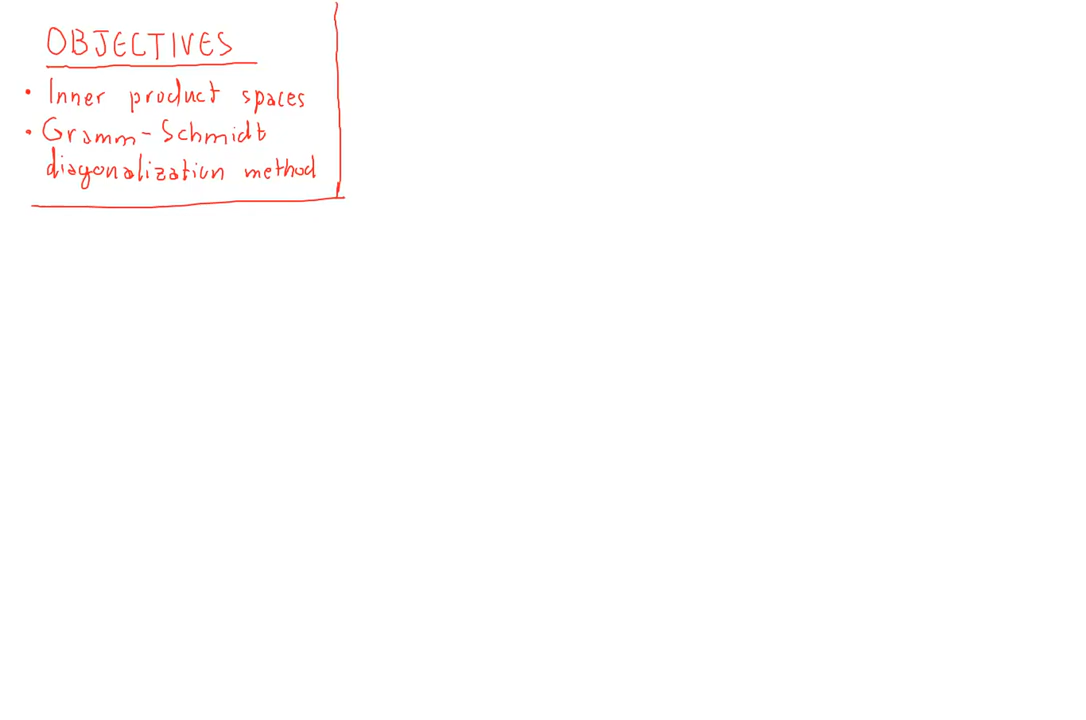 OBJECTIVES
• Inner product spaces
• Gramm-Schmidt
diagonalization method